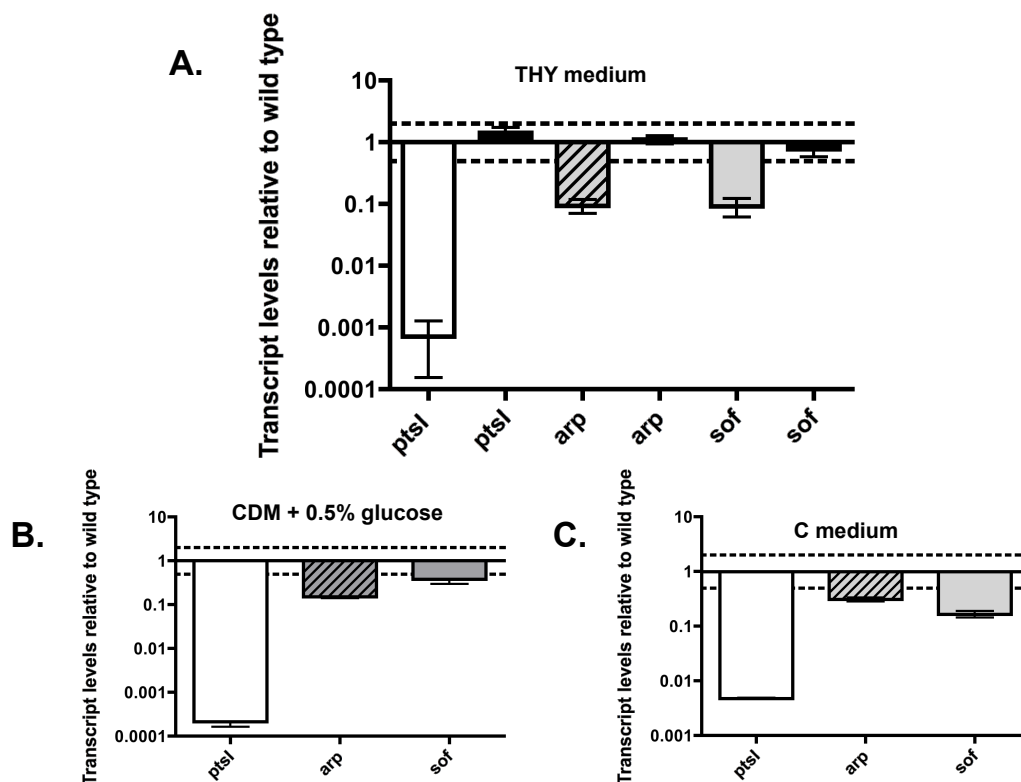 A.
THY medium
Transcript levels relative to wild type
10
1
0.1
0.01
0.001
0.0001
ptsI
ptsI
arp
arp
sof
sof
B.
CDM + 0.5% glucose
Transcript levels relative to wild type
10
1
0.1
0.01
0.001
0.0001
ptsI
arp
sof
C.
C medium
Transcript levels relative to wild type
10
1
0.1
0.01
0.001
ptsI
arp
sof